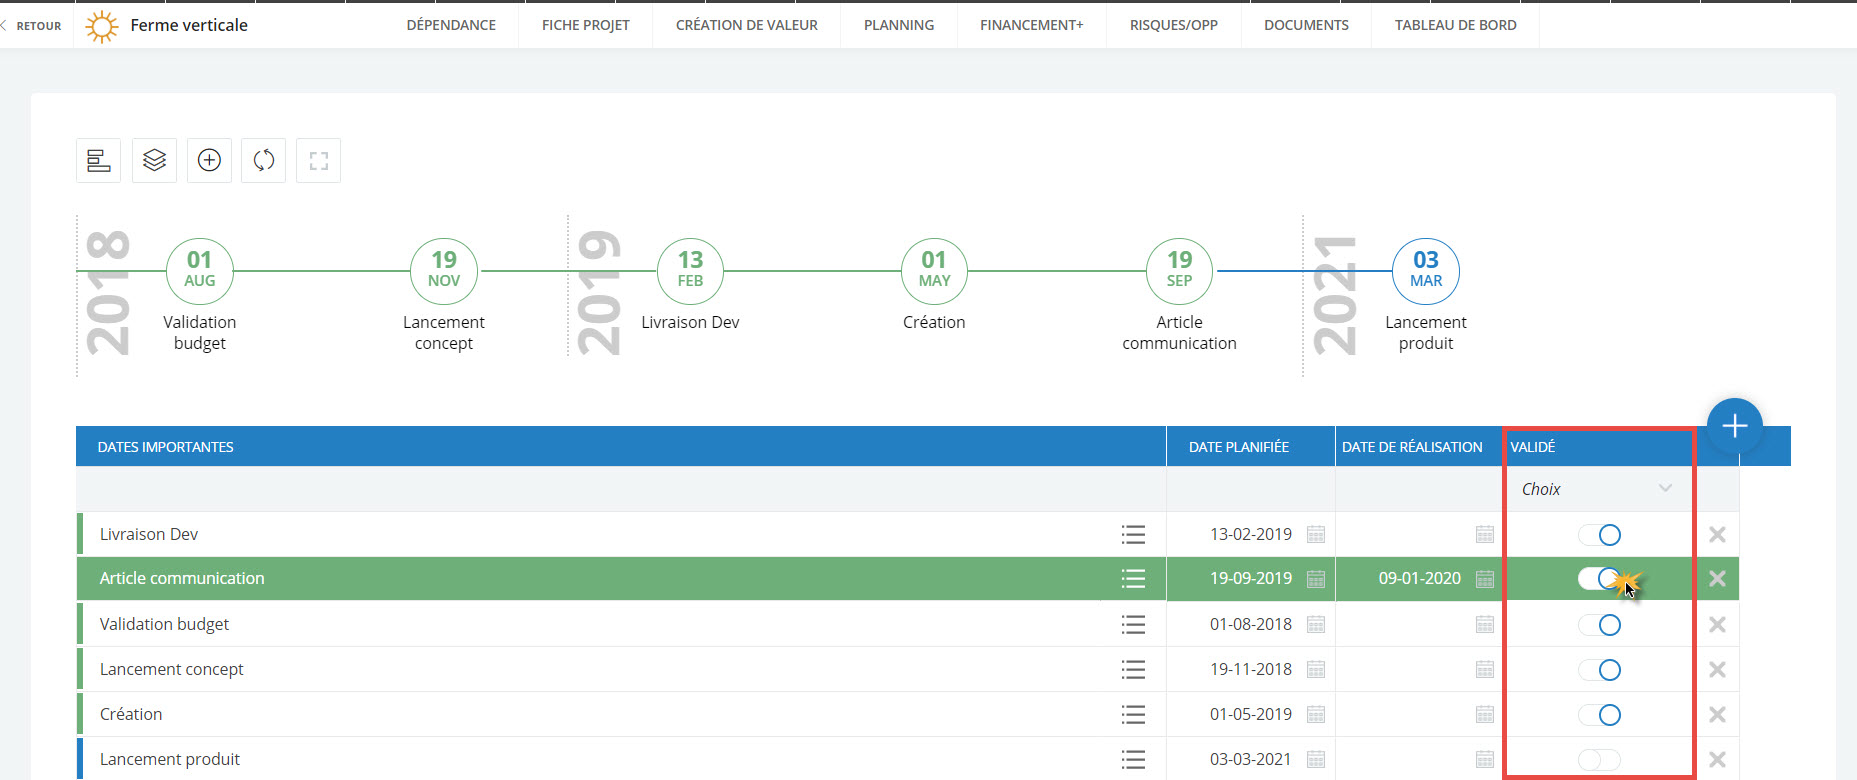 RETOUR
Ferme verticale
DÉPENDANCE
FICHE PROJET
CRÉATION DE VALEUR
PLANNING
FINANCEMENT+
RISQUES/OPP
DOCUMENTS
TABLEAU DE BORD
2018
01
AUG
Validation
budget
19
NOV
Lancement
concept
2019
13
FEB
Livraison Dev
01
MAY
Création
19
SEP
Article
communication
2021
03
MAR
Lancement
produit
DATES IMPORTANTES DATE PLANIFIÉE DATE DE RÉALISATION VALIDÉ
Choix
Livraison Dev 13-02-2019
Article communication 19-09-2019 09-01-2020
Validation budget 01-08-2018
Lancement concept 19-11-2018
Création 01-05-2019
Lancement produit 03-03-2021